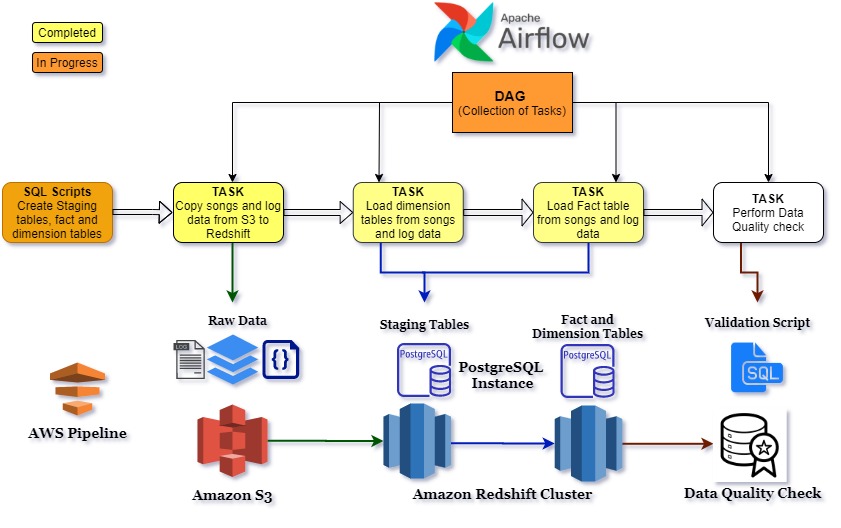 Completed
In Progress
Apache
Airflow
DAG
(Collection of Tasks)
SQL Scripts
Create Staging
tables, fact and
dimension tables
TASK
Copy songs and log
data from S3 to
Redshift
TASK
Load dimension
tables from songs
and log data
TASK
Load Fact table
from songs and log
data
TASK
Perform Data
Quality check
Raw Data
Staging Tables
Fact and
Dimension Tables
Validation Script
LOG
{}
PostgreSQL
PostgreSQL
Instance
PostgreSQL
SQL
AWS Pipeline
Amazon S3
Amazon Redshift Cluster
Data Quality Check